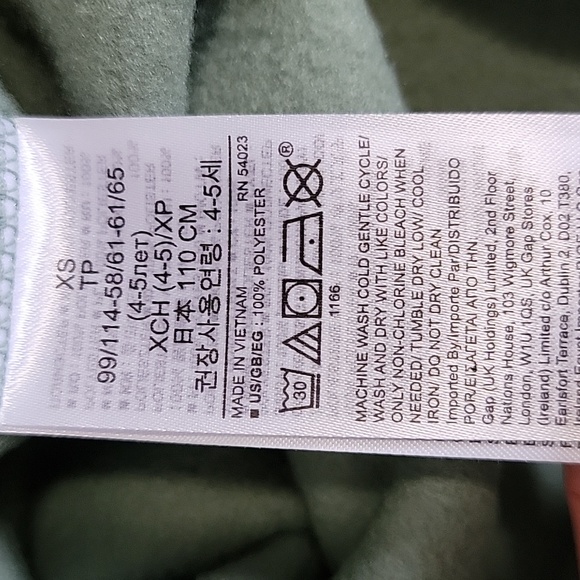 XS
TP
99/114-58/61-61/65
(4-5лет)
XCH (4-5)/XP
日本 110 CM
권장사용연령 : 4-5세
MADE IN VIETNAM RN 54023
■ US/GB/EG : 100% POLYESTER
30 ®
1166
MACHINE WASH COLD GENTLE CYCLE/
WASH AND DRY WITH LIKE COLORS/
ONLY NON-CHLORINE BLEACH WHEN
NEEDED/ TUMBLE DRY LOW/ COOL
IRON/ DO NOT DRY CLEAN
Imported By/Importe Par/DISTRIBUIDO
Gap (UK Holdings) Limited, 2nd Floor
Nations House, 103 Wigmore Street
London, W1U 1QS, UK Gap Stores
(Ireland) Limited c/o Arthur Cox, 10
Earlsfort Terrace, Dublin 2, D02 T380,